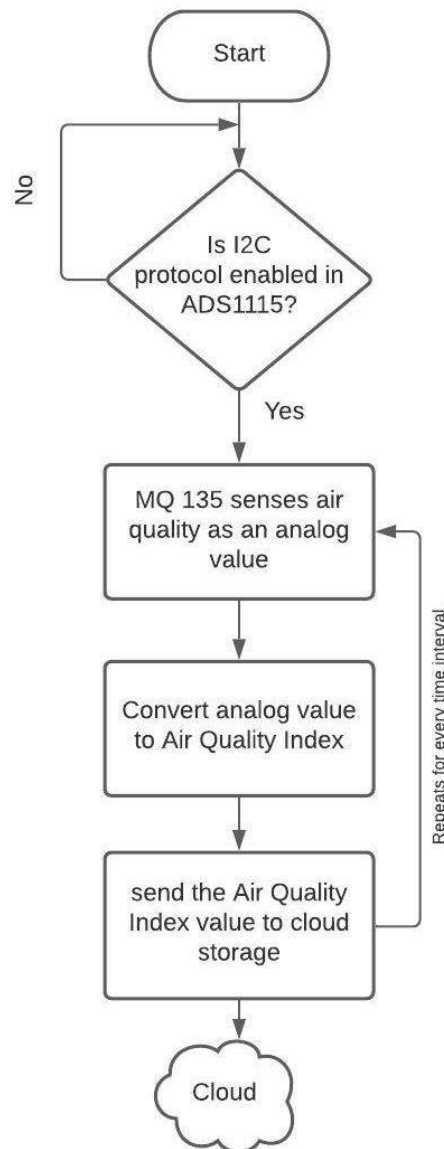 Start
No
Is I2C
protocol enabled in
ADS1115?
Yes
MQ 135 senses air
quality as an analog
value
Repeats for every time interval
Convert analog value
to Air Quality Index
send the Air Quality
Index value to cloud
storage
Cloud